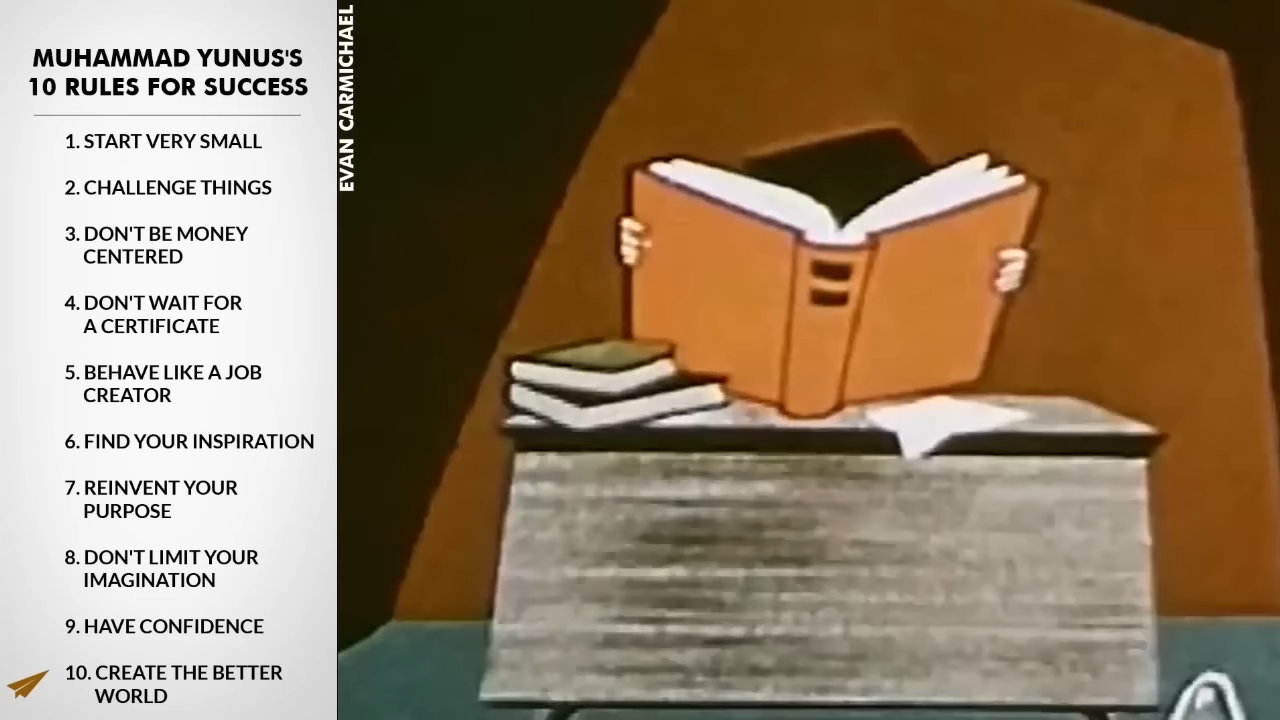 MUHAMMAD YUNUS'S
10 RULES FOR SUCCESS
1. START VERY SMALL
2. CHALLENGE THINGS
3. DON'T BE MONEY
CENTERED
4. DON'T WAIT FOR
A CERTIFICATE
5. BEHAVE LIKE A JOB
CREATOR
6. FIND YOUR INSPIRATION
7. REINVENT YOUR
PURPOSE
8. DON'T LIMIT YOUR
IMAGINATION
9. HAVE CONFIDENCE
10. CREATE THE BETTER
WORLD
EVAN CARMICHAEL